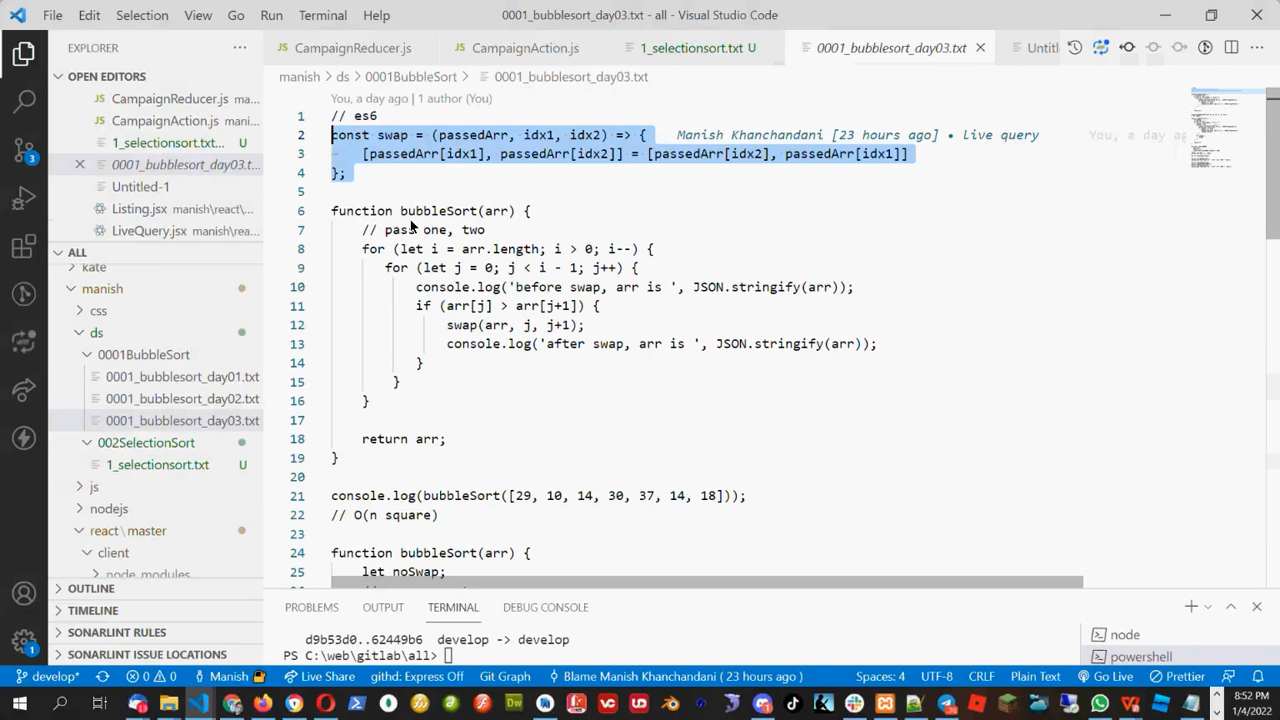 File Edit Selection View Go Run Terminal Help 0001_bubblesort_day03.txt - all - Visual Studio Code
EXPLORER
JS CampaignReducer.js JS CampaignAction.js 1_selectionsort.txt U 0001_bubblesort_day03.txt Untitl
OPEN EDITORS
JS CampaignReducer.js man...
JS CampaignAction.js ma...
1_selectionsort.txt... U
0001_bubblesort_day03.t...
Untitled-1
Listing.jsx manish\react\...
LiveQuery.jsx manish\r...
ALL
kate
manish
css
ds
0001BubbleSort
0001_bubblesort_day01.txt
0001_bubblesort_day02.txt
0001_bubblesort_day03.txt
002SelectionSort
1_selectionsort.txt U
js
nodejs
react\master
client
node_modules
OUTLINE
TIMELINE
SONARLINT RULES
SONARLINT ISSUE LOCATIONS
manish > ds > 0001BubbleSort > 0001_bubblesort_day03.txt
You, a day ago | 1 author (You)
1 // es6
2 const swap = (passedArr, idx1, idx2) => { Manish Khanchandani [23 hours ago] • live query You, a day ag
3 [passedArr[idx1], passedArr[idx2]] = [passedArr[idx2], passedArr[idx1]]
4 };
5
6 function bubbleSort(arr) {
7 // pass one, two
8 for (let i = arr.length; i > 0; i--) {
9 for (let j = 0; j < i - 1; j++) {
10 console.log('before swap, arr is ', JSON.stringify(arr));
11 if (arr[j] > arr[j+1]) {
12 swap(arr, j, j+1);
13 console.log('after swap, arr is ', JSON.stringify(arr));
14 }
15 }
16 }
17
18 return arr;
19 }
20
21 console.log(bubbleSort([29, 10, 14, 30, 37, 14, 18]));
22 // O(n square)
23
24 function bubbleSort(arr) {
25 let noSwap;
PROBLEMS OUTPUT TERMINAL DEBUG CONSOLE
d9b53d0..62449b6 develop -> develop
PS C:\web\gitlab\all>
node
powershell
3
1
develop* 0 0 Manish Live Share githd: Express Off Git Graph Blame Manish Khanchandani ( 23 hours ago ) Spaces: 4 UTF-8 CRLF Plain Text Go Live Prettier
8:52 PM
1/4/2022